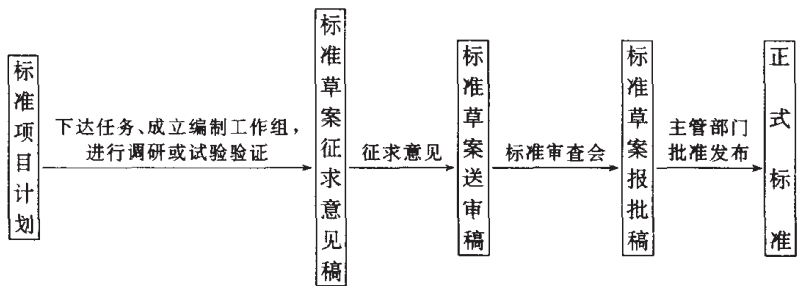 标准项目计划
下达任务、成立编制工作组，
进行调研或试验验证
标准草案征求意见稿
征求意见
标准草案送审稿
标准审查会
标准草案报批稿
主管部门
批准发布
正式标准